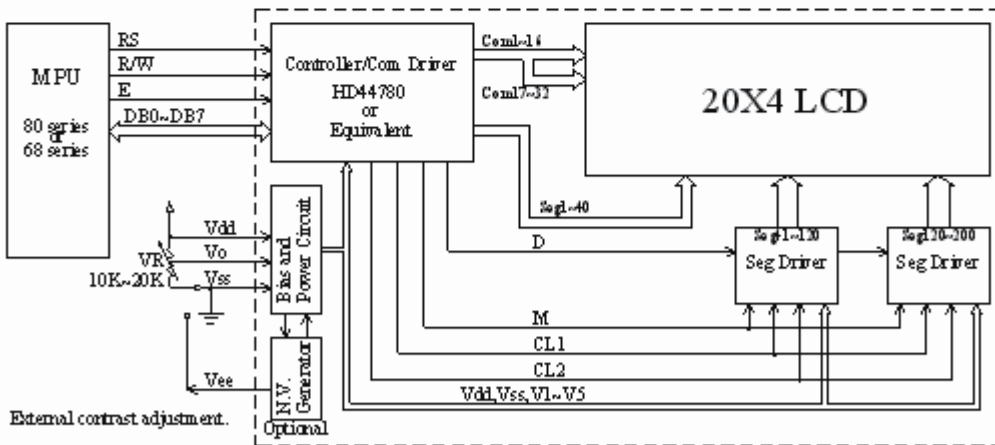 MPU
80 series
or
68 series
RS
R/W
E
DB0~DB7
Controller/Com Driver
HD44780
or
Equivalent
Com1~16
Com17~32
20X4 LCD
Seg1~40
D
Seg41~120
Seg Driver
Seg120~200
Seg Driver
Vdd
Vo
VR
10K~20K
Vss
Bias and
Power Circuit
M
CL1
CL2
Vdd,Vss,V1~V5
Vee
N.V.
Generator
Optional
External contrast adjustment.